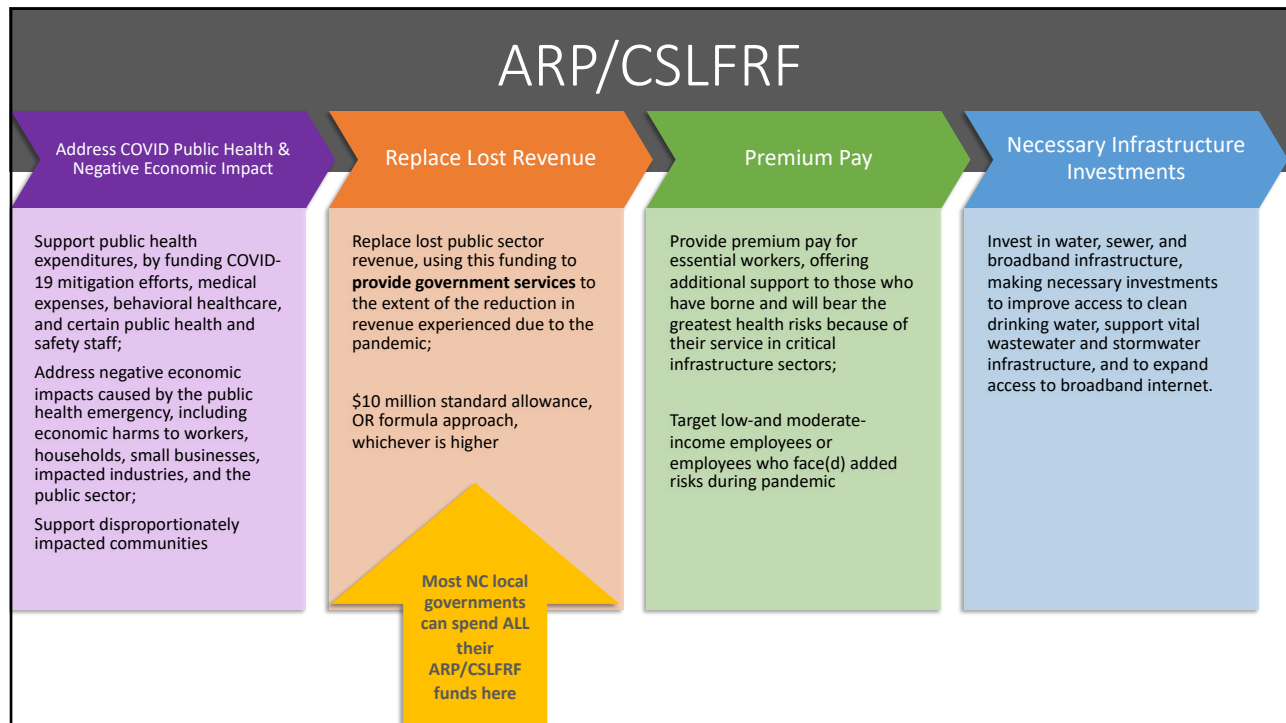 ARP/CSLFRF
Address COVID Public Health &
Negative Economic Impact
Support public health
expenditures, by funding COVID-
19 mitigation efforts, medical
expenses, behavioral healthcare,
and certain public health and
safety staff;
Address negative economic
impacts caused by the public
health emergency, including
economic harms to workers,
households, small businesses,
impacted industries, and the
public sector;
Support disproportionately
impacted communities
Replace Lost Revenue
Replace lost public sector
revenue, using this funding to
provide government services to
the extent of the reduction in
revenue experienced due to the
pandemic;
$10 million standard allowance,
OR formula approach,
whichever is higher
Most NC local
governments
can spend ALL
their
ARP/CSLFRF
funds here
Premium Pay
Provide premium pay for
essential workers, offering
additional support to those who
have borne and will bear the
greatest health risks because of
their service in critical
infrastructure sectors;
Target low-and moderate-
income employees or
employees who face(d) added
risks during pandemic
Necessary Infrastructure
Investments
Invest in water, sewer, and
broadband infrastructure,
making necessary investments
to improve access to clean
drinking water, support vital
wastewater and stormwater
infrastructure, and to expand
access to broadband internet.